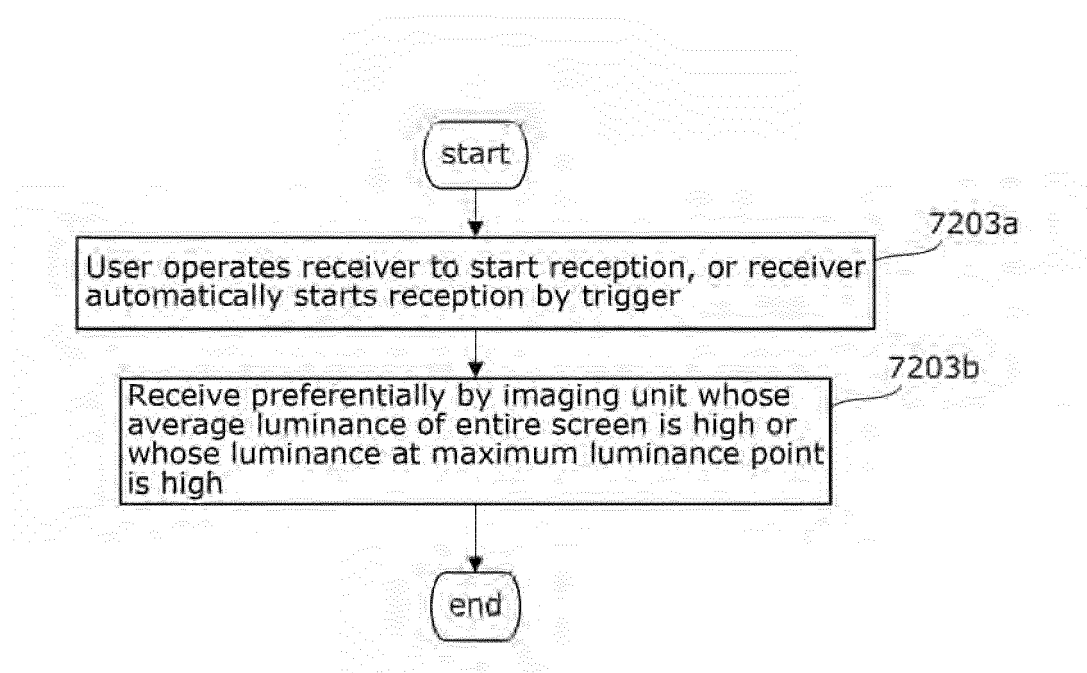 start
7203a
User operates receiver to start reception, or receiver
automatically starts reception by trigger
7203b
Receive preferentially by imaging unit whose
average luminance of entire screen is high or
whose luminance at maximum luminance point
is high
end